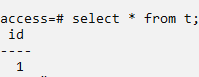 access=# select * from t;
id
----
1